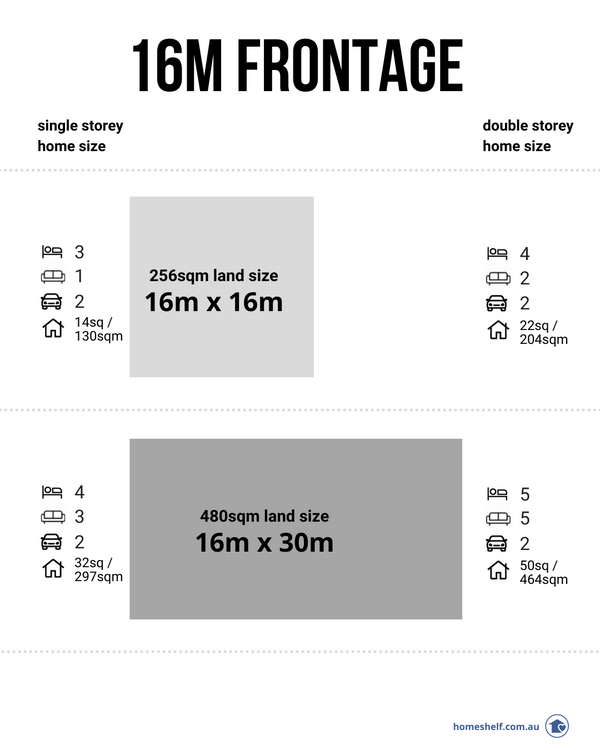 16M FRONTAGE
single storey
home size
double storey
home size
3
1
2
14sq /
130sqm
256sqm land size
16m x 16m
4
2
2
22sq /
204sqm
4
3
2
32sq /
297sqm
480sqm land size
16m x 30m
5
5
2
50sq /
464sqm
homeshelf.com.au